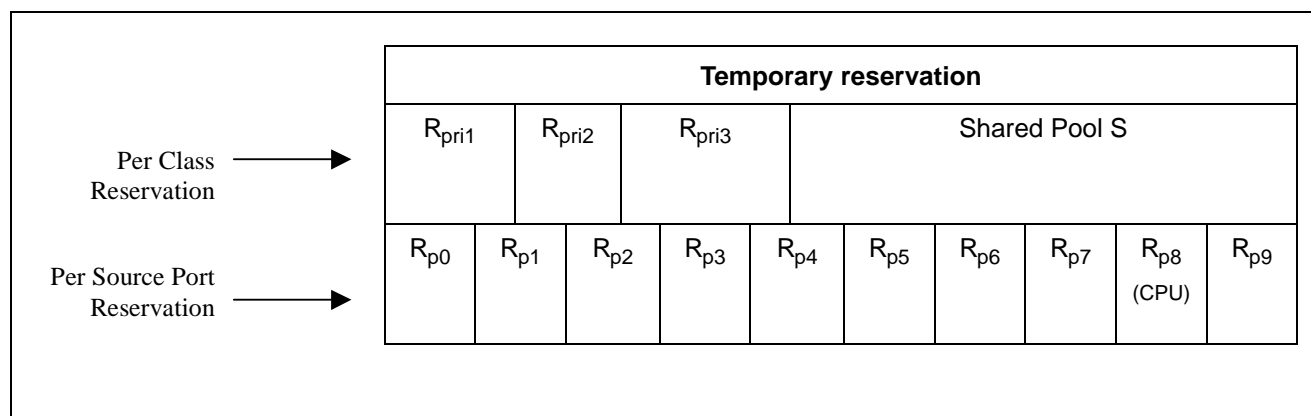 Temporary reservation
Per Class
Reservation
Rpri1 Rpri2 Rpri3 Shared Pool S
Per Source Port
Reservation
Rp0 Rp1 Rp2 Rp3 Rp4 Rp5 Rp6 Rp7 Rp8 Rp9
(CPU)